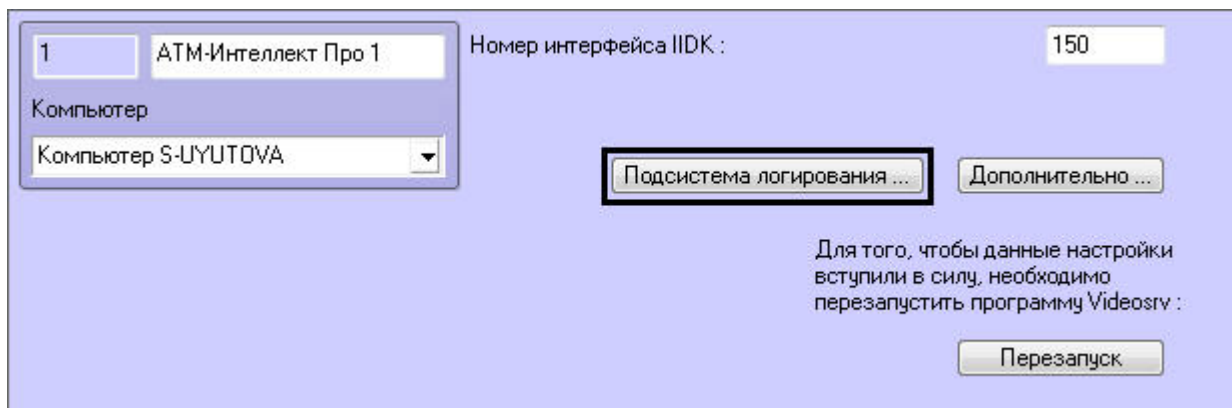 1
АТМ-Интеллект Про 1
Номер интерфейса IIDK :
150
Компьютер
Компьютер S-UYUTOVA
Подсистема логирования ...
Дополнительно ...
Для того, чтобы данные настройки
вступили в силу, необходимо
перезапустить программу Videosrv :
Перезапуск